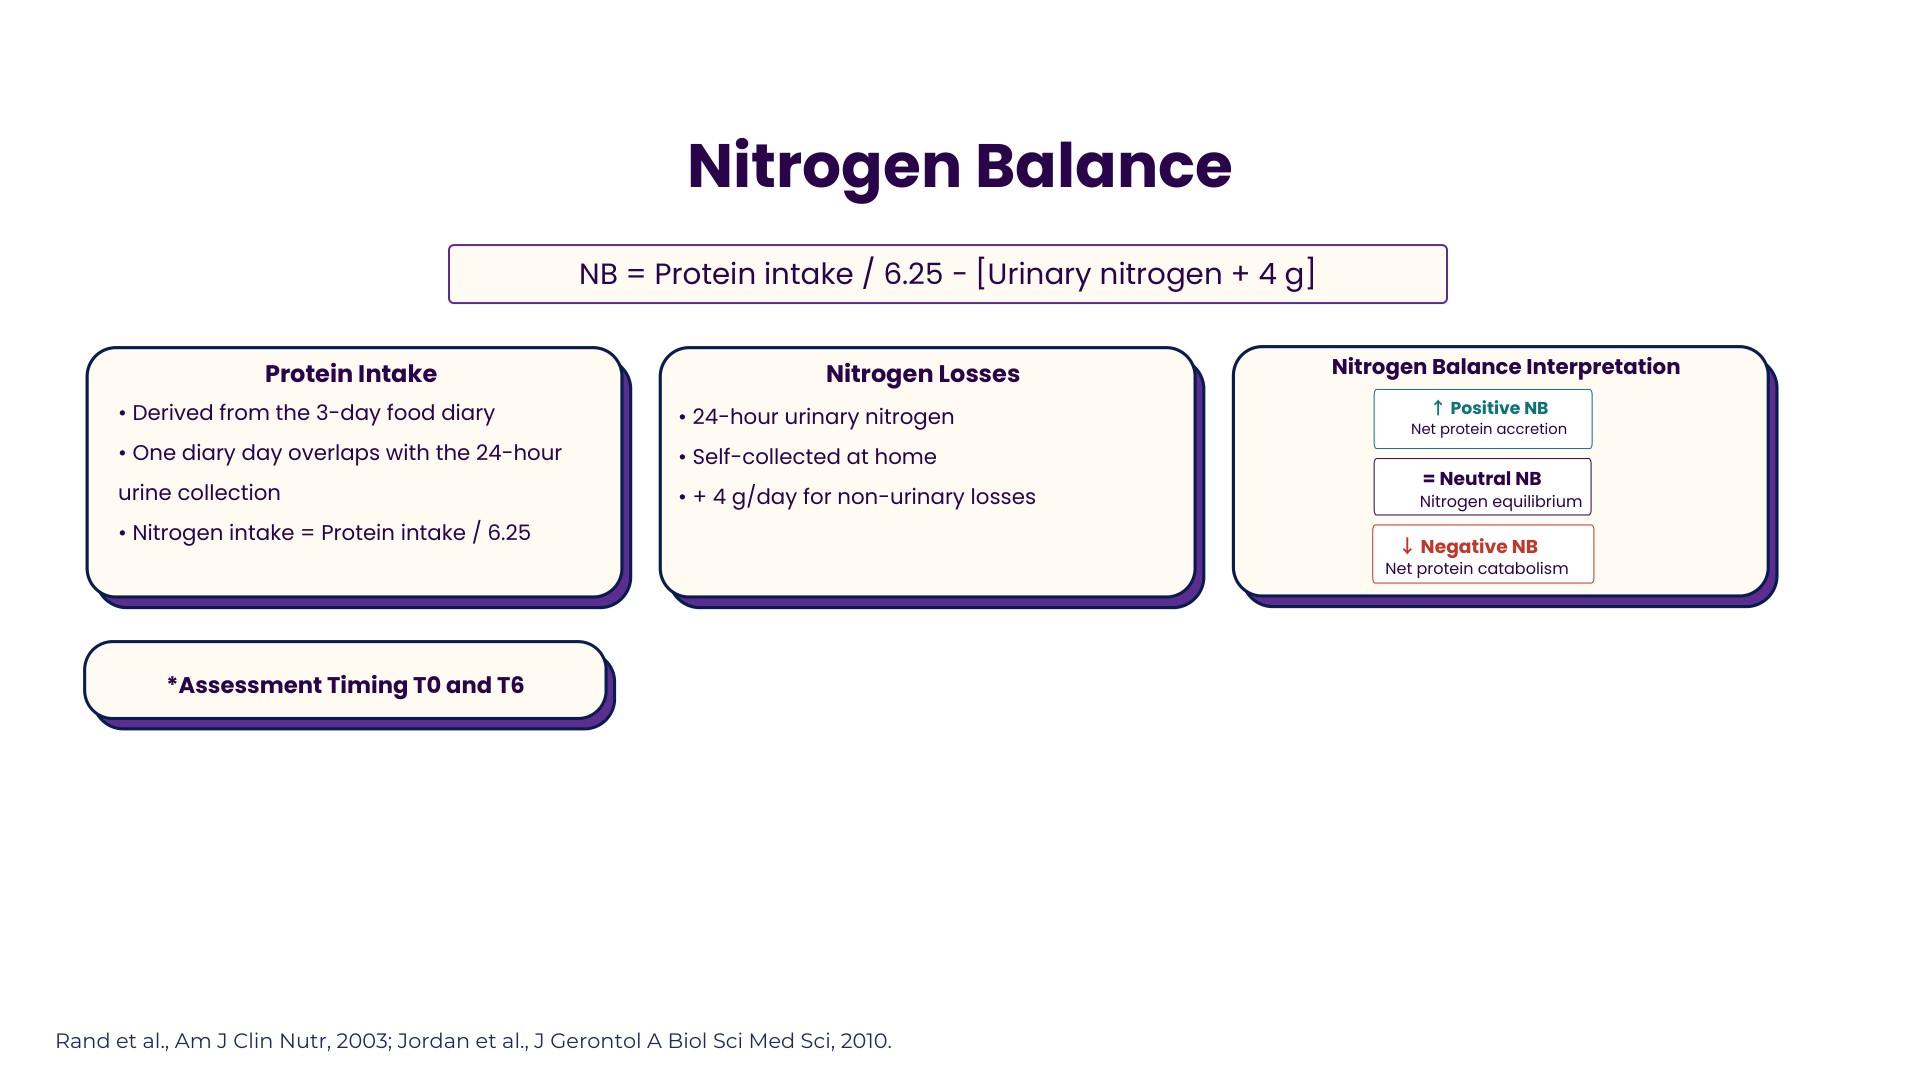 Nitrogen Balance
NB = Protein intake / 6.25 - [Urinary nitrogen + 4 g]
Protein Intake
• Derived from the 3-day food diary
• One diary day overlaps with the 24-hour
urine collection
• Nitrogen intake = Protein intake / 6.25
Nitrogen Losses
• 24-hour urinary nitrogen
• Self-collected at home
• + 4 g/day for non-urinary losses
Nitrogen Balance Interpretation
↑ Positive NB
Net protein accretion
= Neutral NB
Nitrogen equilibrium
↓ Negative NB
Net protein catabolism
*Assessment Timing T0 and T6
Rand et al., Am J Clin Nutr, 2003; Jordan et al., J Gerontol A Biol Sci Med Sci, 2010.